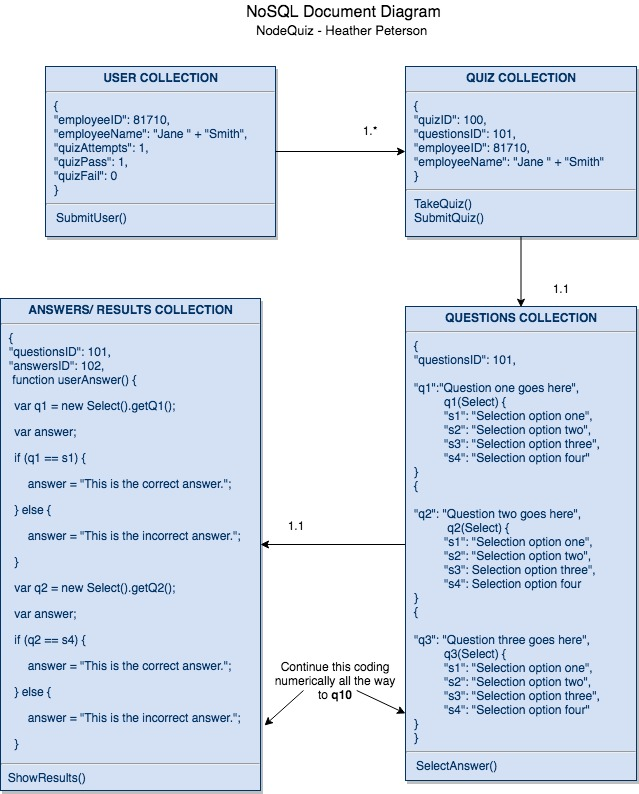 NoSQL Document Diagram
NodeQuiz - Heather Peterson
USER COLLECTION
{
"employeeID": 81710,
"employeeName": "Jane " + "Smith",
"quizAttempts": 1,
"quizPass": 1,
"quizFail": 0
}
SubmitUser()
1.*
QUIZ COLLECTION
{
"quizID": 100,
"questionsID": 101,
"employeeID": 81710,
"employeeName": "Jane " + "Smith"
}
TakeQuiz()
SubmitQuiz()
1.1
QUESTIONS COLLECTION
{
"questionsID": 101,
"q1":"Question one goes here",
q1(Select) {
"s1": "Selection option one",
"s2": "Selection option two",
"s3": "Selection option three",
"s4": "Selection option four"
}
{
"q2": "Question two goes here",
q2(Select) {
"s1": "Selection option one",
"s2": "Selection option two",
"s3": Selection option three",
"s4": Selection option four
}
{
"q3": "Question three goes here",
q3(Select) {
"s1": "Selection option one",
"s2": "Selection option two",
"s3": "Selection option three",
"s4": "Selection option four"
}
}
SelectAnswer()
1.1
ANSWERS/ RESULTS COLLECTION
{
"questionsID": 101,
"answersID": 102,
function userAnswer() {
var q1 = new Select().getQ1();
var answer;
if (q1 == s1) {
answer = "This is the correct answer.";
} else {
answer = "This is the incorrect answer.";
}
var q2 = new Select().getQ2();
var answer;
if (q2 == s4) {
answer = "This is the correct answer.";
} else {
answer = "This is the incorrect answer.";
}
ShowResults()
Continue this coding
numerically all the way
to q10